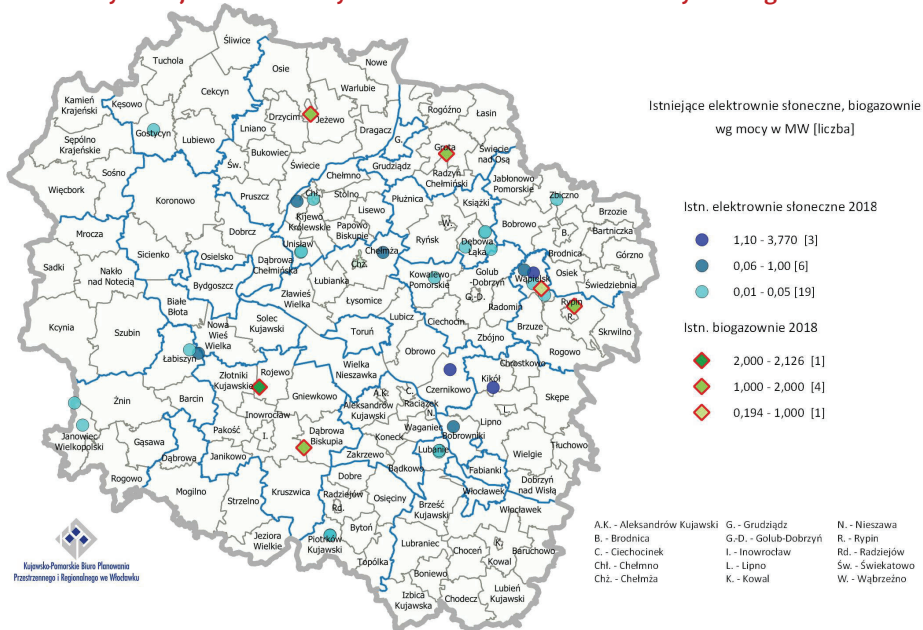 Śliwice
Tuchola
Osie
Nowe
Cekcyn
Warlubie
Kamień
Krajeński
Kęsowo
Drzycim
Jeżewo
Rogóźno
Łasin
Gostycyn
Lubiewo
Lniano
Dragacz
G.
Sępólno
Krajeńskie
Bukowiec
Gruta
Świecie
nad Osą
Sośno
Św.
Świecie
Grudziądz
Radzyń
Chełmiński
Więcbork
Koronowo
Pruszcz
Chełmno
Chł.
Stolno
Płużnica
Książki
Jabłonowo
Pomorskie
Zbiczno
Kijewo
Królewskie
Lisewo
W.
Bobrowo
B.
Brzozie
Bartniczka
Mrocza
Dobrcz
Papowo
Biskupie
Unisław
Ryńsk
Dębowa
Łąka
Brodnica
Górzno
Sicienko
Osielsko
Dąbrowa
Chełmińska
Chełmża
Chż.
Sadki
Nakło
nad Notecią
Bydgoszcz
Łubianka
Kowalewo
Pomorskie
Golub
-Dobrzyń
Wąpielsk
Osiek
Świedziebnia
Zławieś
Wielka
Łysomice
G.-D.
Radomin
Rypin
R.
Białe
Błota
Kcynia
Szubin
Nowa
Wieś
Wielka
Solec
Kujawski
Toruń
Lubicz
Ciechocin
Zbójno
Brzuze
Skrwilno
Łabiszyn
Obrowo
Rogowo
Złotniki
Kujawskie
Rojewo
Wielka
Nieszawka
Czernikowo
Chrostkowo
Kikół
Żnin
Barcin
Gniewkowo
Aleksandrów
Kujawski
A.K.
C.
Raciążek
N.
Skępe
Janowiec
Wielkopolski
Pakość
Inowrocław
I.
Dąbrowa
Biskupia
Waganiec
L.
Lipno
Gąsawa
Koneck
Bobrowniki
Tłuchowo
Dąbrowa
Janikowo
Zakrzewo
Lubanie
Wielgie
Rogowo
Bądkowo
Fabianki
Mogilno
Kruszwica
Dobre
Dobrzyń
nad Wisłą
Strzelno
Radziejów
Rd.
Osięciny
Brześć
Kujawski
Włocławek
Włocławek
Jeziora
Wielkie
Piotrków
Kujawski
Bytoń
Lubraniec
Choceń
K.
Kowal
Baruchowo
Topólka
Boniewo
Izbica
Kujawska
Chodecz
Lubień
Kujawski
Kujawsko-Pomorskie Biuro Planowania
Przestrzennego i Regionalnego we Włocławku
Istniejące elektrownie słoneczne, biogazownie
wg mocy w MW [liczba]
Istn. elektrownie słoneczne 2018
1,10 - 3,770 [3]
0,06 - 1,00 [6]
0,01 - 0,05 [19]
Istn. biogazownie 2018
2,000 - 2,126 [1]
1,000 - 2,000 [4]
0,194 - 1,000 [1]
A.K. - Aleksandrów Kujawski G. - Grudziądz N. - Nieszawa
B. - Brodnica G.-D. - Golub-Dobrzyń R. - Rypin
C. - Ciechocinek I. - Inowrocław Rd. - Radziejów
Chł. - Chełmno L. - Lipno Św. - Świekatowo
Chż. - Chełmża K. - Kowal W. - Wąbrzeźno